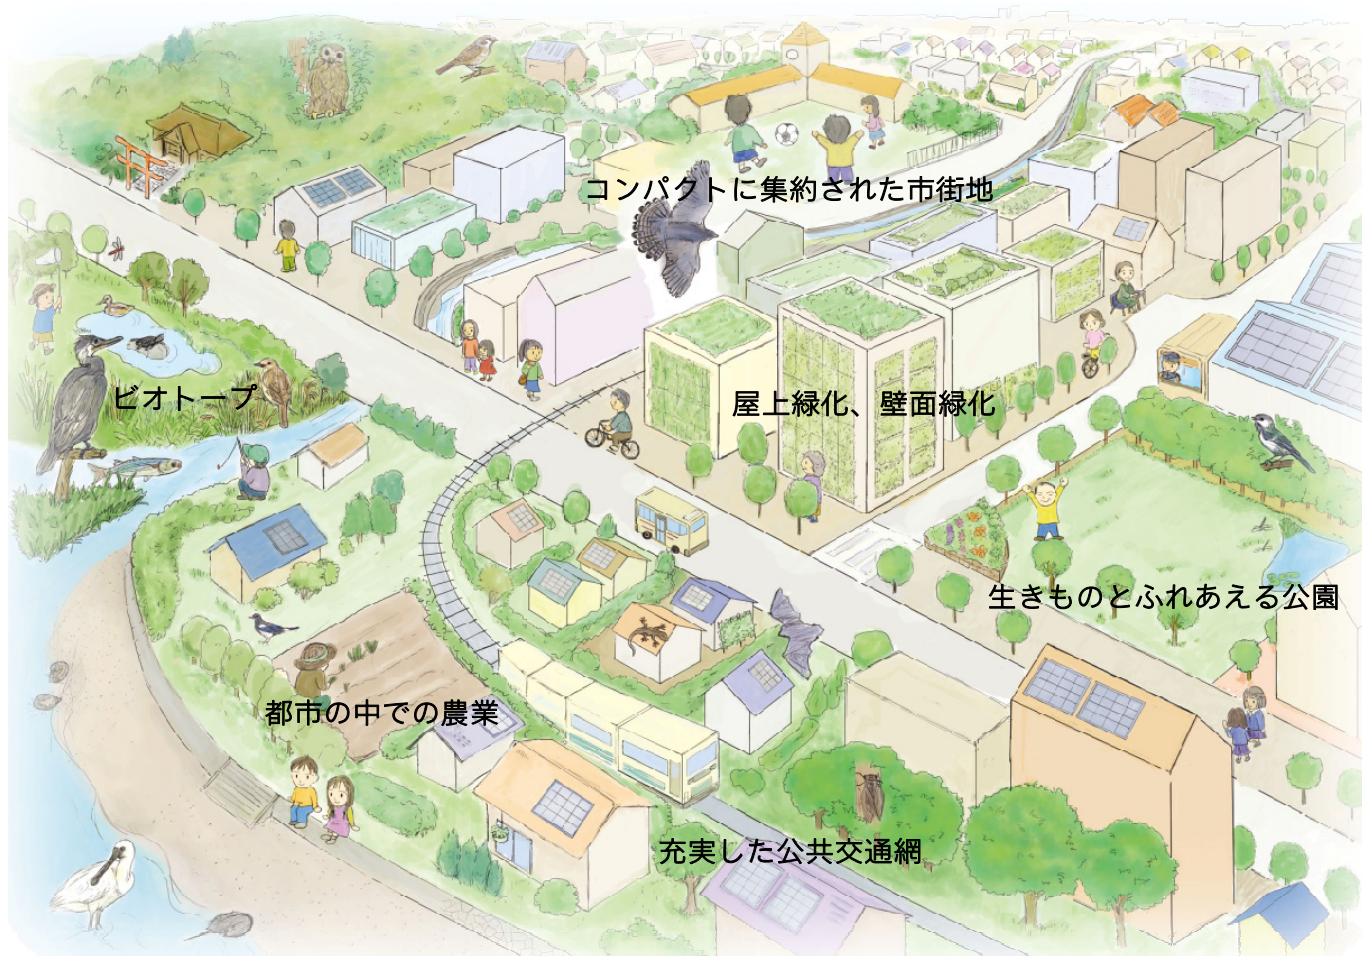 コンパクトに集約された市街地
ビオトープ
屋上緑化、壁面緑化
生きものとふれあえる公園
都市の中での農業
充実した公共交通網